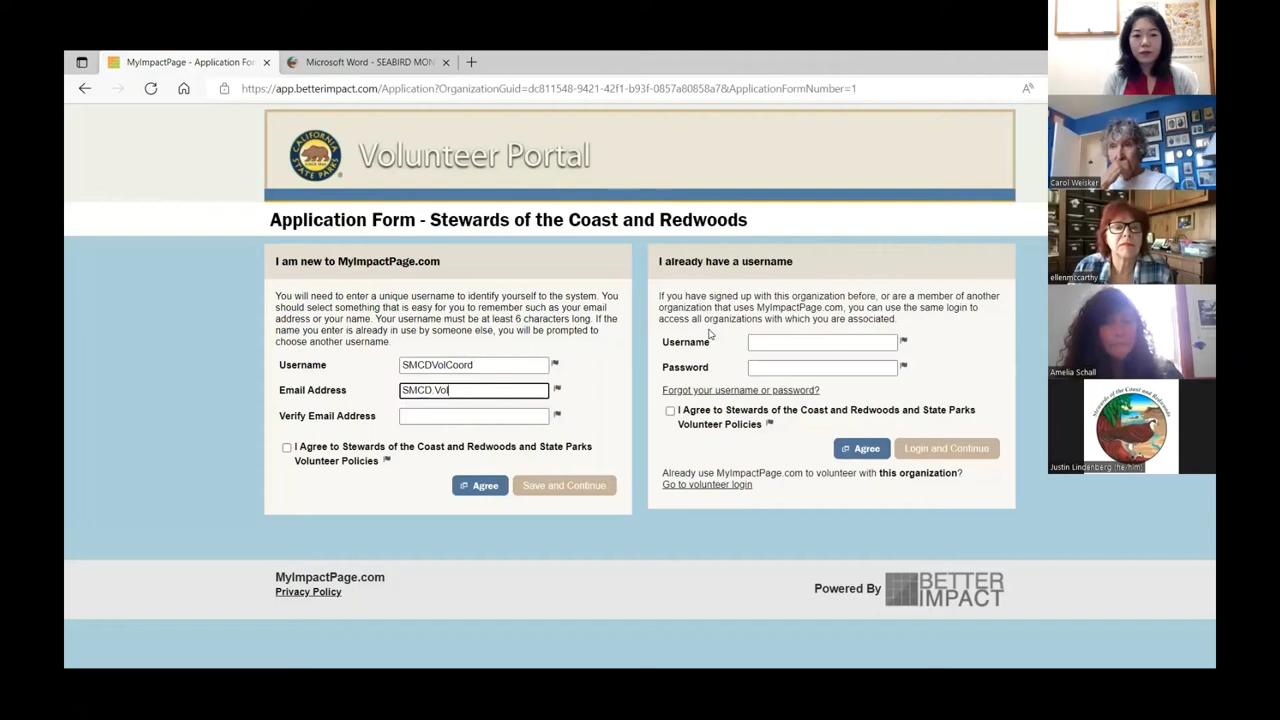 MyImpactPage - Application For
Microsoft Word - SEABIRD MON
https://app.betterimpact.com/Application?OrganizationGuid=dc811548-9421-42f1-b93f-0857a80858a7&ApplicationFormNumber=1
CALIFORNIA
STATE PARKS
Volunteer Portal
Application Form - Stewards of the Coast and Redwoods
I am new to MyImpactPage.com
You will need to enter a unique username to identify yourself to the system. You
should select something that is easy for you to remember such as your email
address or your name. Your username must be at least 6 characters long. If the
name you enter is already in use by someone else, you will be prompted to
choose another username.
Username SMCDVolCoord
Email Address SMCD.Vol
Verify Email Address
I Agree to Stewards of the Coast and Redwoods and State Parks
Volunteer Policies
Agree Save and Continue
I already have a username
If you have signed up with this organization before, or are a member of another
organization that uses MyImpactPage.com, you can use the same login to
access all organizations with which you are associated.
Username
Password
Forgot your username or password?
I Agree to Stewards of the Coast and Redwoods and State Parks
Volunteer Policies
Agree Login and Continue
Already use MyImpactPage.com to volunteer with this organization?
Go to volunteer login
MyImpactPage.com
Privacy Policy
Powered By BETTER
IMPACT
Carol Weisker
ellenmccarthy
Amelia Schall
Stewards of the Coast and Redwoods
Justin Lindenberg (he/him)